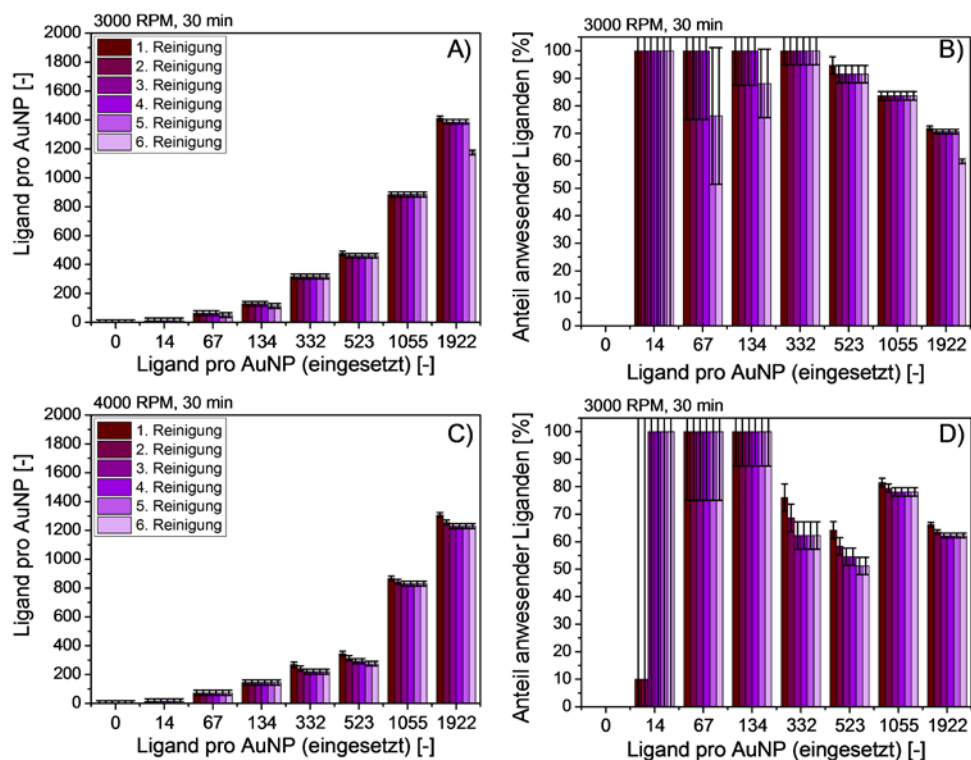 3000 RPM, 30 min
A)
Ligand pro AuNP [-]
2000
1800
1600
1400
1200
1000
800
600
400
200
0
1. Reinigung
2. Reinigung
3. Reinigung
4. Reinigung
5. Reinigung
6. Reinigung
0 14 67 134 332 523 1055 1922
Ligand pro AuNP (eingesetzt) [-]
3000 RPM, 30 min
B)
Anteil anwesender Liganden [%]
100
90
80
70
60
50
40
30
20
10
0
0 14 67 134 332 523 1055 1922
Ligand pro AuNP (eingesetzt) [-]
4000 RPM, 30 min
C)
Ligand pro AuNP [-]
2000
1800
1600
1400
1200
1000
800
600
400
200
0
1. Reinigung
2. Reinigung
3. Reinigung
4. Reinigung
5. Reinigung
6. Reinigung
0 14 67 134 332 523 1055 1922
Ligand pro AuNP (eingesetzt) [-]
3000 RPM, 30 min
D)
Anteil anwesender Liganden [%]
100
90
80
70
60
50
40
30
20
10
0
0 14 67 134 332 523 1055 1922
Ligand pro AuNP (eingesetzt) [-]